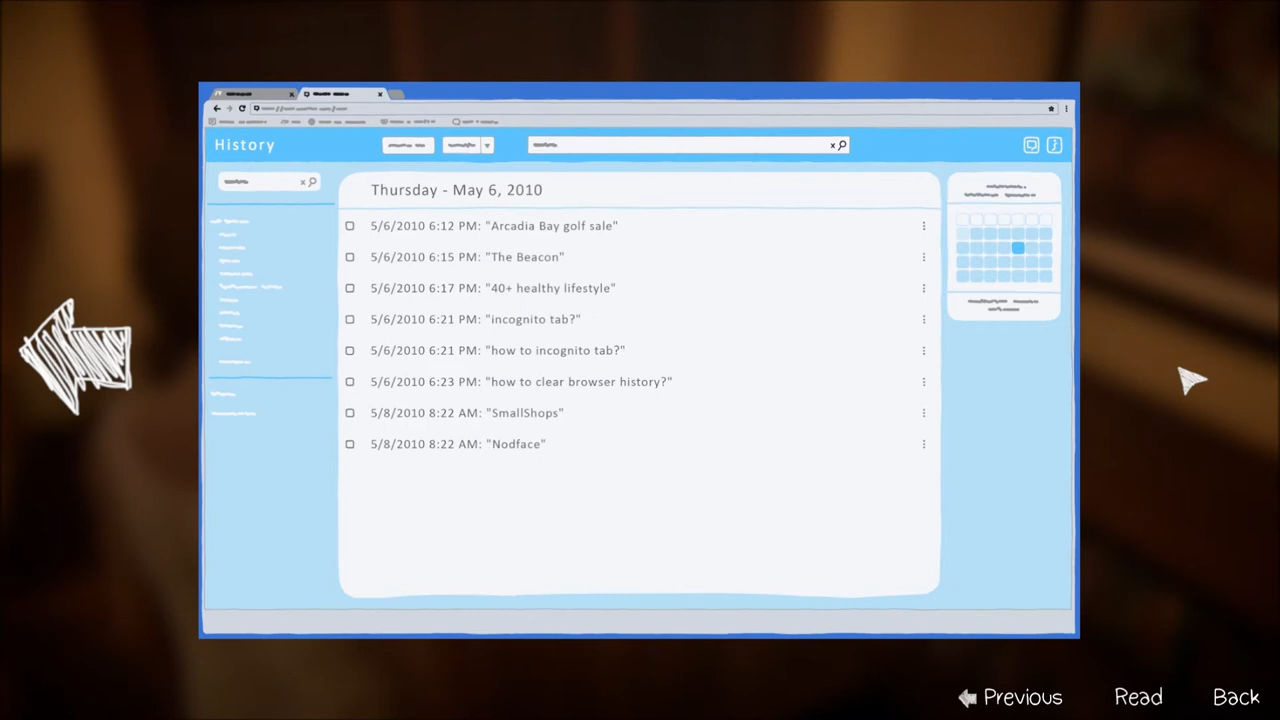 History
Thursday - May 6, 2010
5/6/2010 6:12 PM: "Arcadia Bay golf sale"
5/6/2010 6:15 PM: "The Beacon"
5/6/2010 6:17 PM: "40+ healthy lifestyle"
5/6/2010 6:21 PM: "incognito tab?"
5/6/2010 6:21 PM: "how to incognito tab?"
5/6/2010 6:23 PM: "how to clear browser history?"
5/8/2010 8:22 AM: "SmallShops"
5/8/2010 8:22 AM: "Nodface"
Previous Read Back